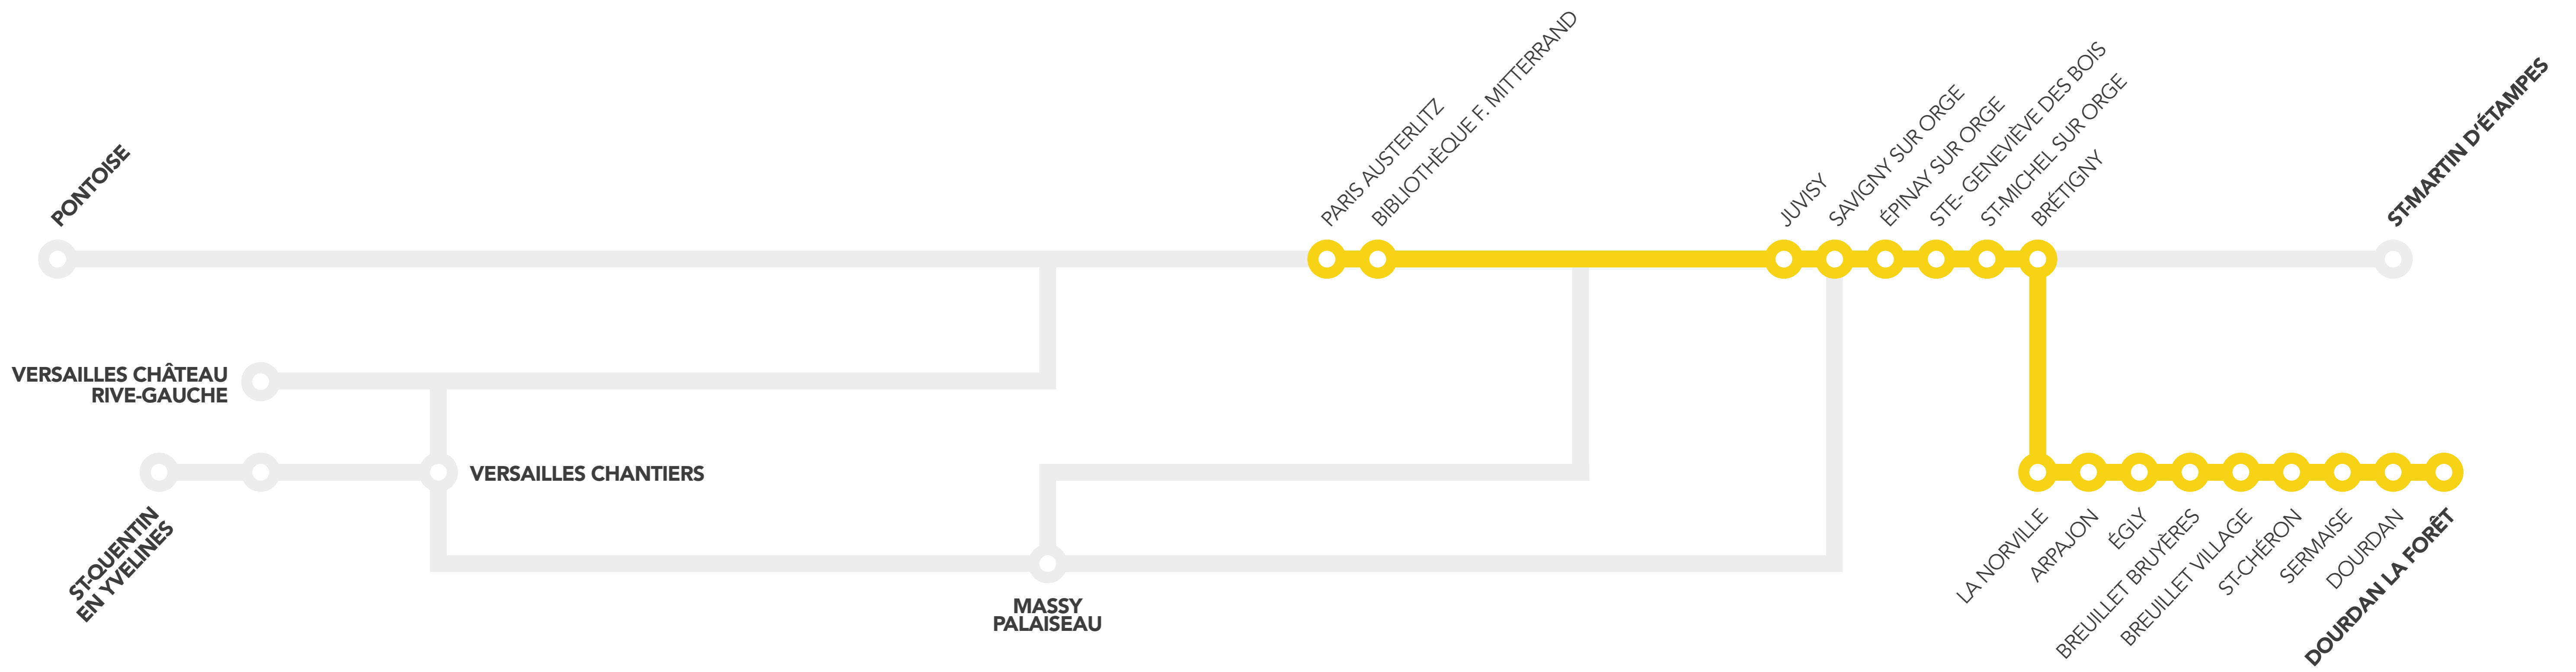 PONTOISE
PARIS AUSTERLITZ
BIBLIOTHÈQUE F. MITTERRAND
JUVISY
SAVIGNY SUR ORGE
ÉPINAY SUR ORGE
STE- GENEVIÈVE DES BOIS
ST-MICHEL SUR ORGE
BRÉTIGNY
ST-MARTIN D'ÉTAMPES
VERSAILLES CHÂTEAU
RIVE-GAUCHE
VERSAILLES CHANTIERS
ST-QUENTIN
EN YVELINES
MASSY
PALAISEAU
LA NORVILLE
ARPAJON
ÉGLY
BREUILLET BRUYÈRES
BREUILLET VILLAGE
ST-CHÉRON
SERMAISE
DOURDAN
DOURDAN LA FORÊT